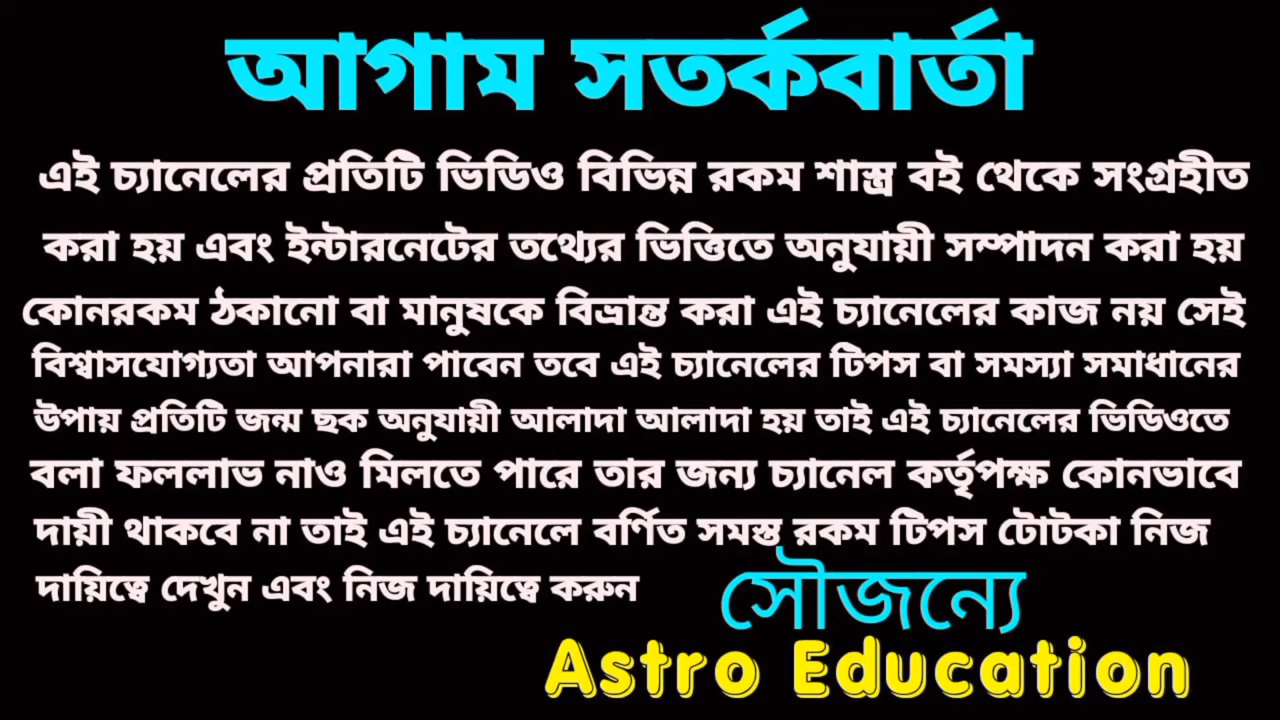 আগাম সতর্কবার্তা
এই চ্যানেলের প্রতিটি ভিডিও বিভিন্ন রকম শাস্ত্র বই থেকে সংগ্রহীত
করা হয় এবং ইন্টারনেটের তথ্যের ভিত্তিতে অনুযায়ী সম্পাদন করা হয়
কোনরকম ঠকানো বা মানুষকে বিভ্রান্ত করা এই চ্যানেলের কাজ নয় সেই
বিশ্বাসযোগ্যতা আপনারা পাবেন তবে এই চ্যানেলের টিপস বা সমস্যা সমাধানের
উপায় প্রতিটি জন্ম ছক অনুযায়ী আলাদা আলাদা হয় তাই এই চ্যানেলের ভিডিওতে
বলা ফললাভ নাও মিলতে পারে তার জন্য চ্যানেল কর্তৃপক্ষ কোনভাবে
দায়ী থাকবে না তাই এই চ্যানেলে বর্ণিত সমস্ত রকম টিপস টোটকা নিজ
দায়িত্বে দেখুন এবং নিজ দায়িত্বে করুন
সৌজন্যে
Astro Education